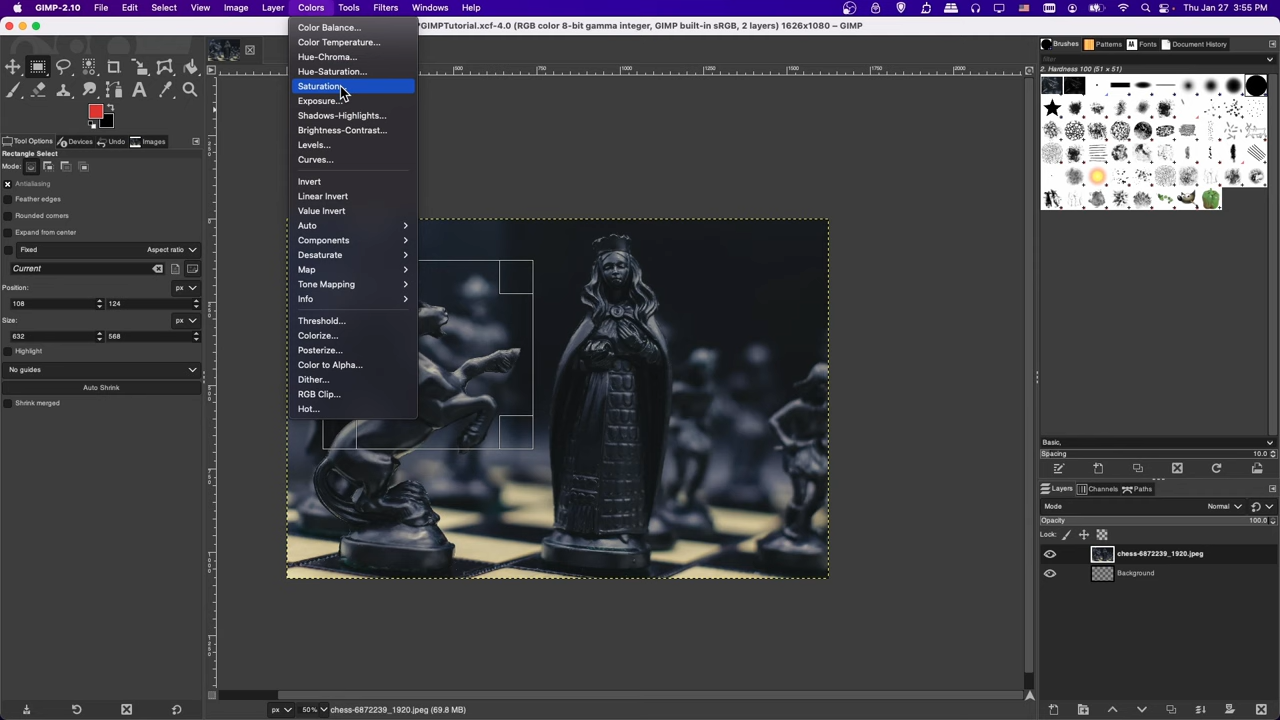 GIMP-2.10 File Edit Select View Image Layer Colors Tools Filters Windows Help
Thu Jan 27 3:55 PM
GIMPTutorial.xcf-4.0 (RGB color 8-bit gamma integer, GIMP built-in sRGB, 2 layers) 1626x1080 – GIMP
Color Balance...
Color Temperature...
Hue-Chroma...
Hue-Saturation...
Saturation...
Exposure...
Shadows-Highlights...
Brightness-Contrast...
Levels...
Curves...
Invert
Linear Invert
Value Invert
Auto
Components
Desaturate
Map
Tone Mapping
Info
Threshold...
Colorize...
Posterize...
Color to Alpha...
Dither...
RGB Clip...
Hot...
Tool Options Devices Undo Images
Rectangle Select
Mode:
Antialiasing
Feather edges
Rounded corners
Expand from center
Fixed Aspect ratio
Current
Position: px
108 124
Size: px
632 568
Highlight
No guides
Auto Shrink
Shrink merged
750 1000 1250 1500 1750 2000
px 50% chess-6872239_1920.jpeg (69.8 MB)
Brushes Patterns Fonts Document History
filter
2. Hardness 100 (51 × 51)
Basic,
Spacing 10.0
Layers Channels Paths
Mode Normal
Opacity 100.0
Lock:
chess-6872239_1920.jpeg
Background